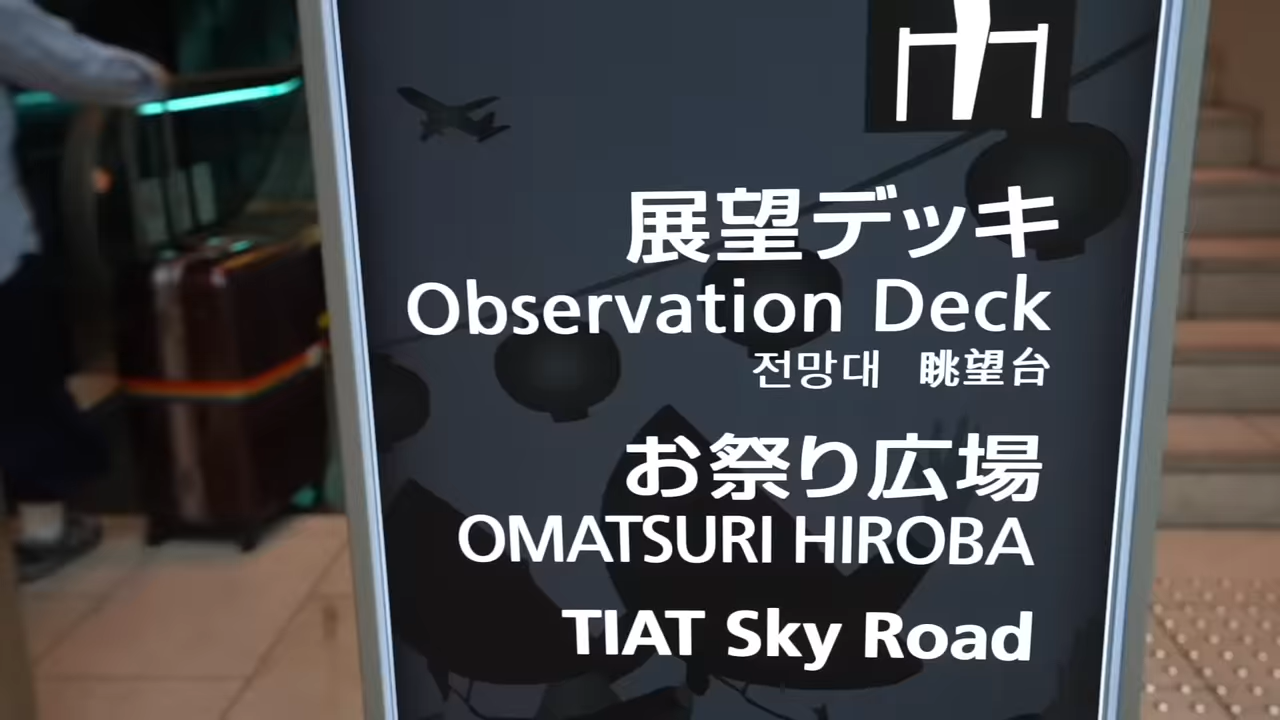 展望デッキ
Observation Deck
전망대 眺望台
お祭り広場
OMATSURI HIROBA
TIAT Sky Road